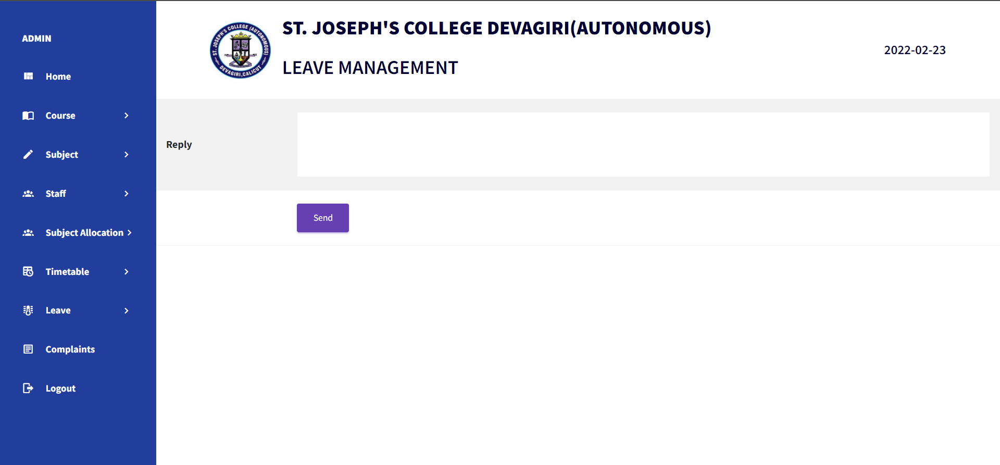 ADMIN
Home
Course
Subject
Staff
Subject Allocation
Timetable
Leave
Complaints
Logout
ST. JOSEPH'S COLLEGE (AUTONOMOUS)
DEVAGIRI, CALICUT
ST. JOSEPH'S COLLEGE DEVAGIRI(AUTONOMOUS)
LEAVE MANAGEMENT
2022-02-23
Reply
Send